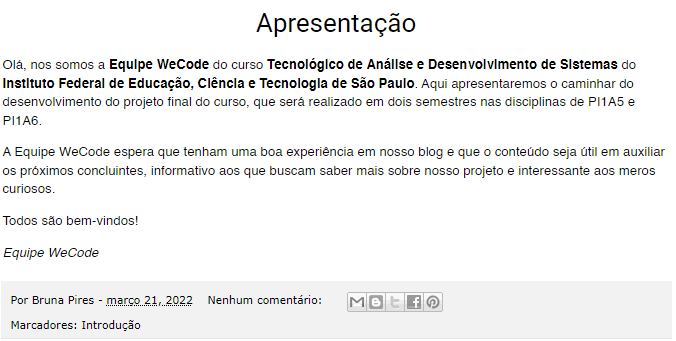 Apresentação
Olá, nos somos a Equipe WeCode do curso Tecnológico de Análise e Desenvolvimento de Sistemas do
Instituto Federal de Educação, Ciência e Tecnologia de São Paulo. Aqui apresentaremos o caminhar do
desenvolvimento do projeto final do curso, que será realizado em dois semestres nas disciplinas de PI1A5 e
PI1A6.
A Equipe WeCode espera que tenham uma boa experiência em nosso blog e que o conteúdo seja útil em auxiliar
os próximos concluintes, informativo aos que buscam saber mais sobre nosso projeto e interessante aos meros
curiosos.
Todos são bem-vindos!
Equipe WeCode
Por Bruna Pires - março 21, 2022 Nenhum comentário:
Marcadores: Introdução